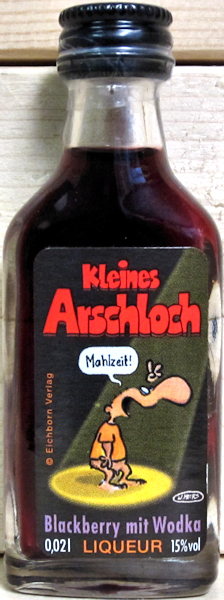 Kleines
Arschloch
Mahlzeit!
© Eichborn Verlag
Blackberry mit Wodka
0,02l LIQUEUR 15%vol